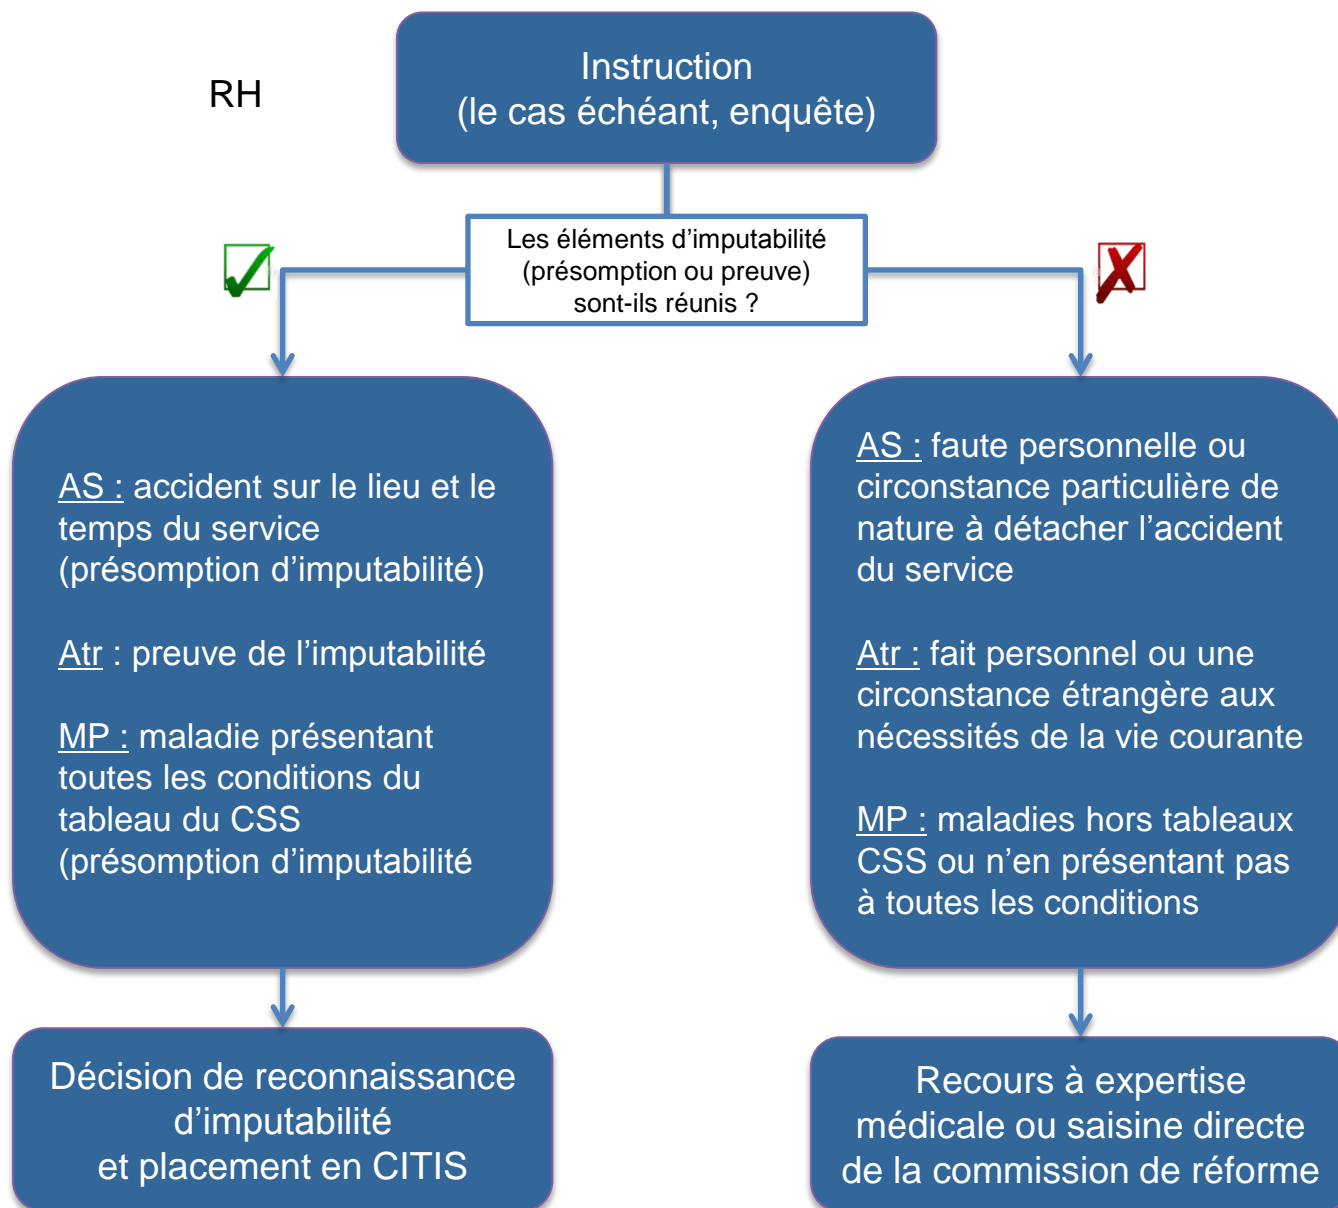 RH
Instruction
(le cas échéant, enquête)
Les éléments d’imputabilité
(présomption ou preuve)
sont-ils réunis ?
AS : accident sur le lieu et le
temps du service
(présomption d’imputabilité)
Atr : preuve de l’imputabilité
MP : maladie présentant
toutes les conditions du
tableau du CSS
(présomption d’imputabilité
AS : faute personnelle ou
circonstance particulière de
nature à détacher l’accident
du service
Atr : fait personnel ou une
circonstance étrangère aux
nécessités de la vie courante
MP : maladies hors tableaux
CSS ou n’en présentant pas
à toutes les conditions
Décision de reconnaissance
d’imputabilité
et placement en CITIS
Recours à expertise
médicale ou saisine directe
de la commission de réforme